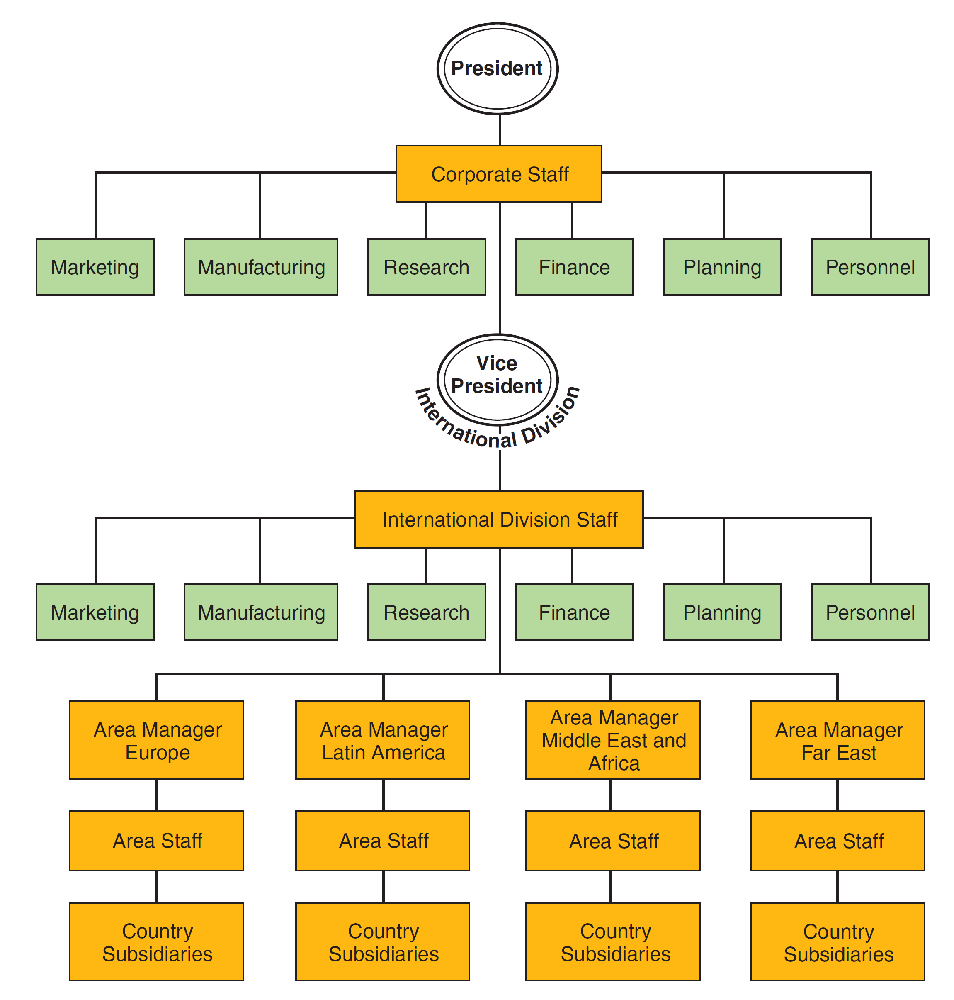 President
Corporate Staff
Marketing
Manufacturing
Research
Finance
Planning
Personnel
Vice
President
International Division
International Division Staff
Marketing
Manufacturing
Research
Finance
Planning
Personnel
Area Manager
Europe
Area Manager
Latin America
Area Manager
Middle East and
Africa
Area Manager
Far East
Area Staff
Area Staff
Area Staff
Area Staff
Country
Subsidiaries
Country
Subsidiaries
Country
Subsidiaries
Country
Subsidiaries